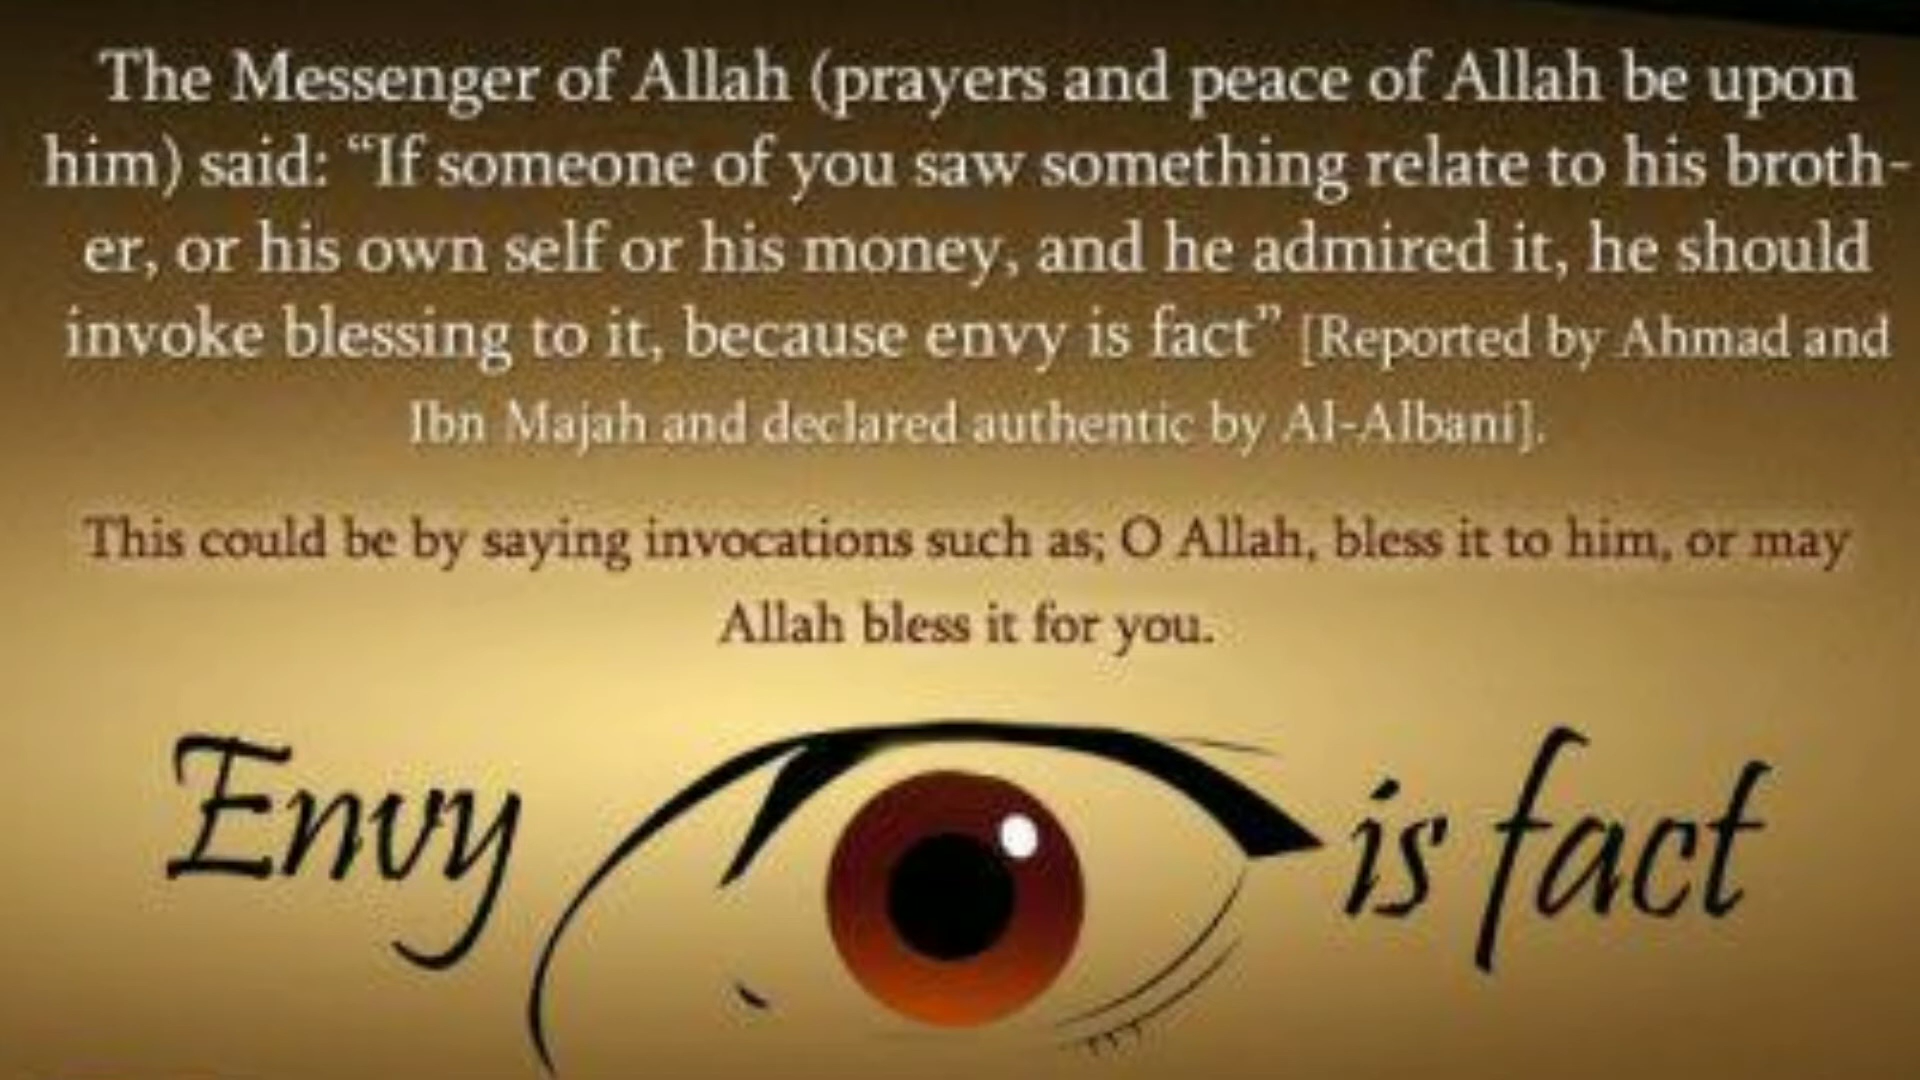 The Messenger of Allah (prayers and peace of Allah be upon
him) said: “If someone of you saw something relate to his broth-
er, or his own self or his money, and he admired it, he should
invoke blessing to it, because envy is fact” [Reported by Ahmad and
Ibn Majah and declared authentic by Al-Albani].
This could be by saying invocations such as; O Allah, bless it to him, or may
Allah bless it for you.
Envy is fact